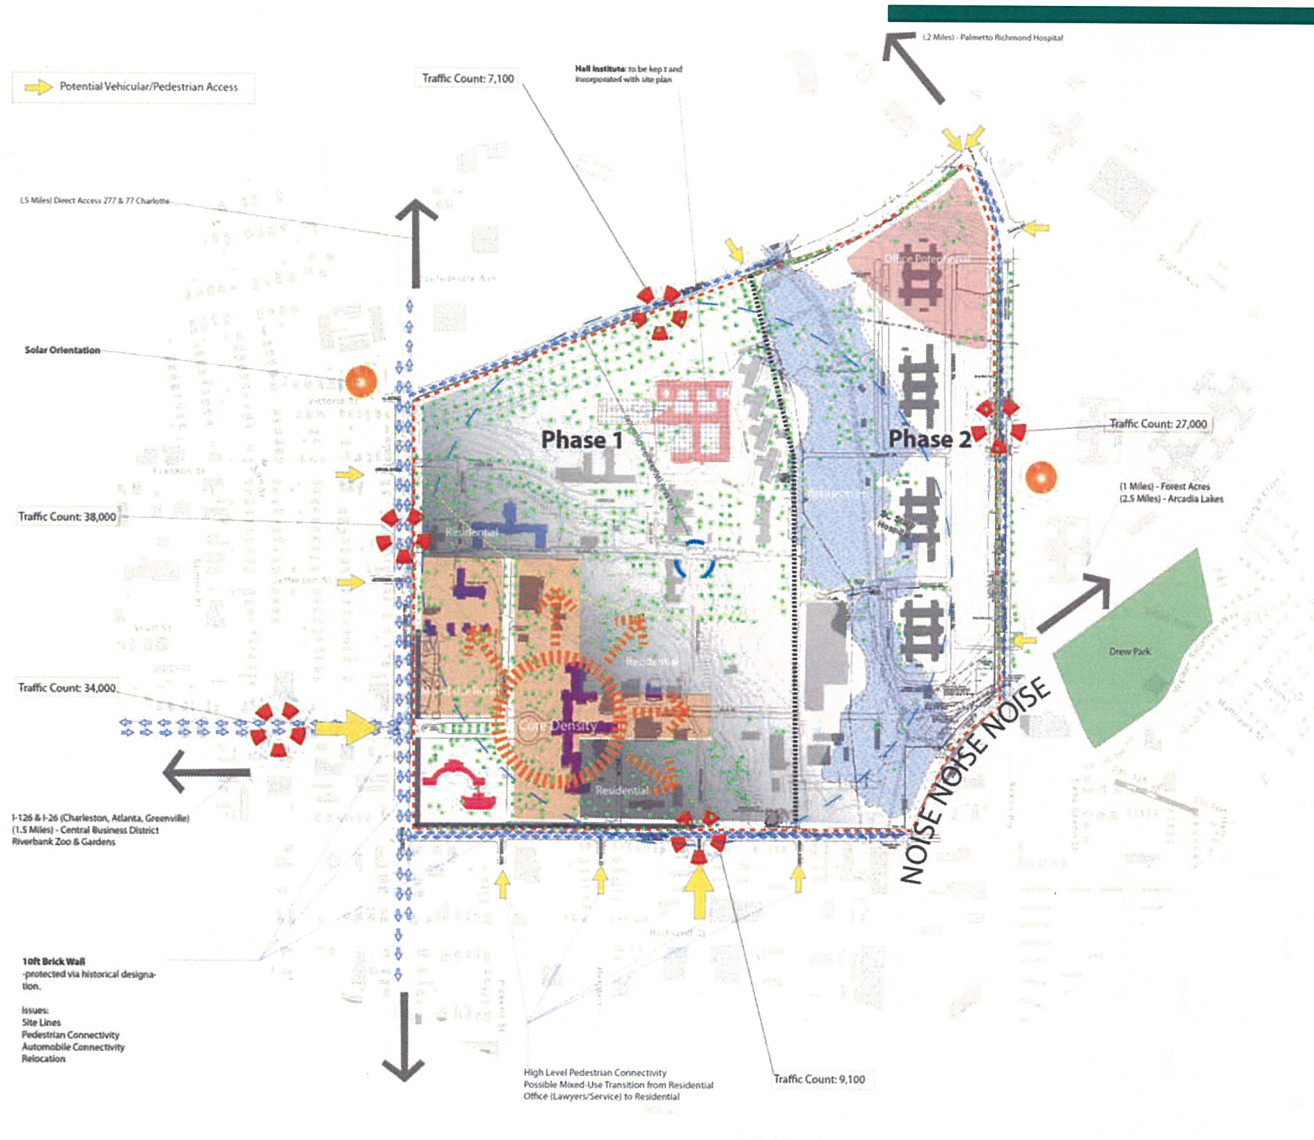 (.2 Miles) - Palmetto Richmond Hospital
Potential Vehicular/Pedestrian Access
Traffic Count: 7,100
Hall Institute: to be kep t and
incorporated with site plan
(.5 Miles) Direct Access 277 & 77 Charlotte
Office Potentional
Solar Orientation
Phase 1
Phase 2
Traffic Count: 27,000
(1 Miles) - Forest Acres
(2.5 Miles) - Arcadia Lakes
Traffic Count: 38,000
Residential
Drew Park
Residential
Traffic Count: 34,000
Core Density
NOISE NOISE NOISE
Residential
I-126 & I-26 (Charleston, Atlanta, Greenville)
(1.5 Miles) - Central Business District
Riverbank Zoo & Gardens
10ft Brick Wall
-protected via historical designa-
tion.
Issues:
Site Lines
Pedestrian Connectivity
Automobile Connectivity
Relocation
High Level Pedestrian Connectivity
Possible Mixed-Use Transition from Residential
Office (Lawyers/Service) to Residential
Traffic Count: 9,100